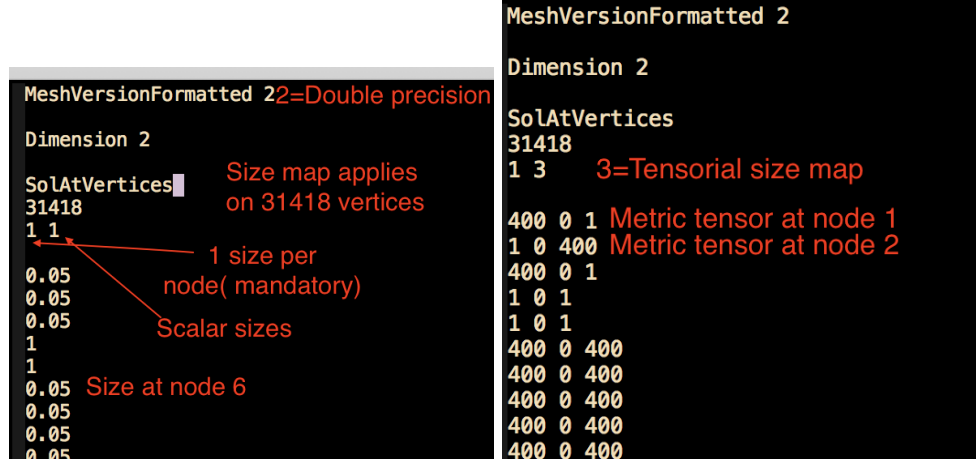 MeshVersionFormatted 2 2=Double precision
Dimension 2
SolAtVertices
Size map applies
on 31418 vertices
31418
1 1
1 size per
node( mandatory)
Scalar sizes
0.05
0.05
0.05
1
1
0.05 Size at node 6
0.05
0.05
0.05
MeshVersionFormatted 2
Dimension 2
SolAtVertices
31418
1 3 3=Tensorial size map
400 0 1 Metric tensor at node 1
1 0 400 Metric tensor at node 2
400 0 1
1 0 1
1 0 1
400 0 400
400 0 400
400 0 400
400 0 400
400 0 400